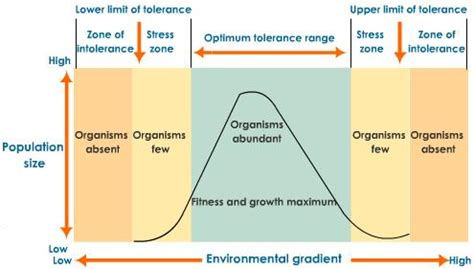 Lower limit of tolerance
Upper limit of tolerance
Zone of
intolerance
Stress
zone
Optimum tolerance range
Stress
zone
Zone of
intolerance
High
Population
size
Organisms
absent
Organisms
few
Organisms
abundant
Organisms
few
Organisms
absent
Fitness and growth maximum
Low
Low
Environmental gradient
High